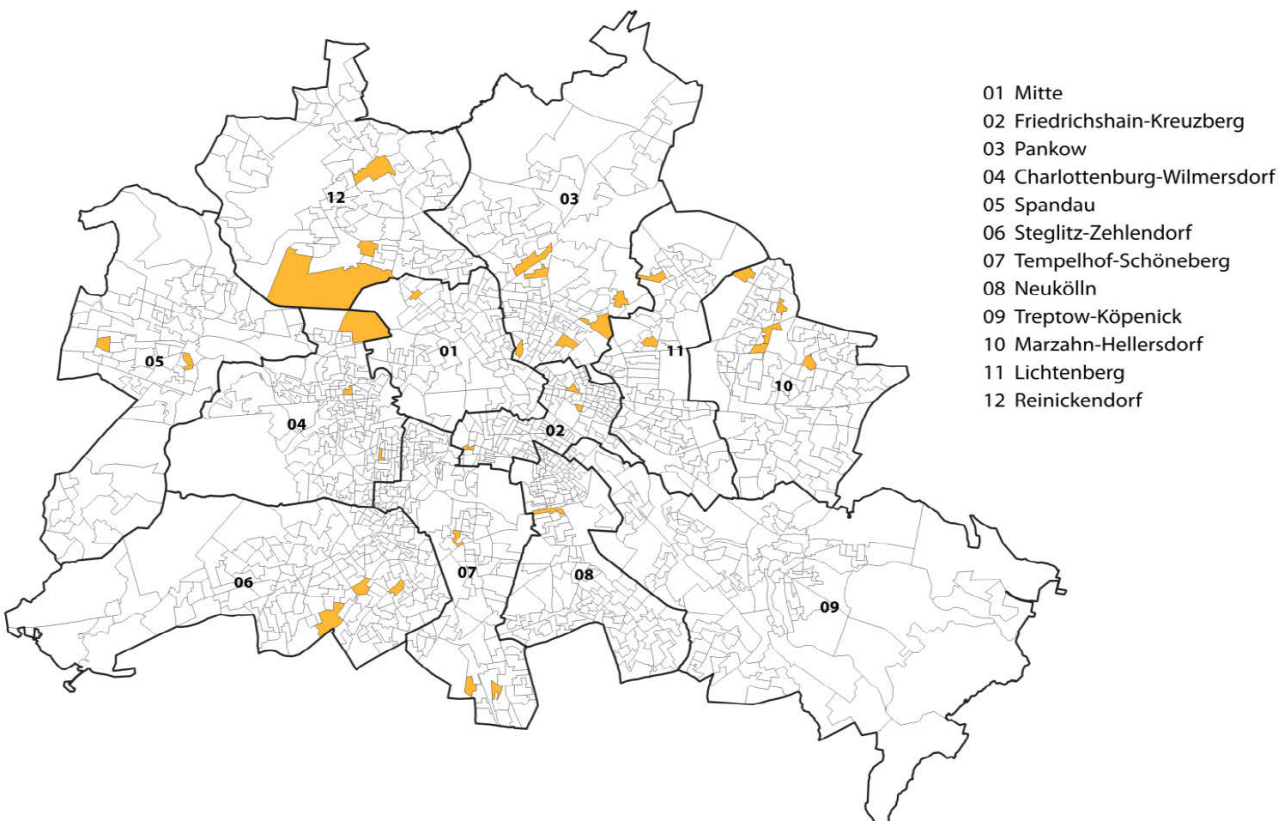 01 Mitte
02 Friedrichshain-Kreuzberg
03 Pankow
04 Charlottenburg-Wilmersdorf
05 Spandau
06 Steglitz-Zehlendorf
07 Tempelhof-Schöneberg
08 Neukölln
09 Treptow-Köpenick
10 Marzahn-Hellersdorf
11 Lichtenberg
12 Reinickendorf
12
03
01
11
05
10
04
02
06
07
08
09